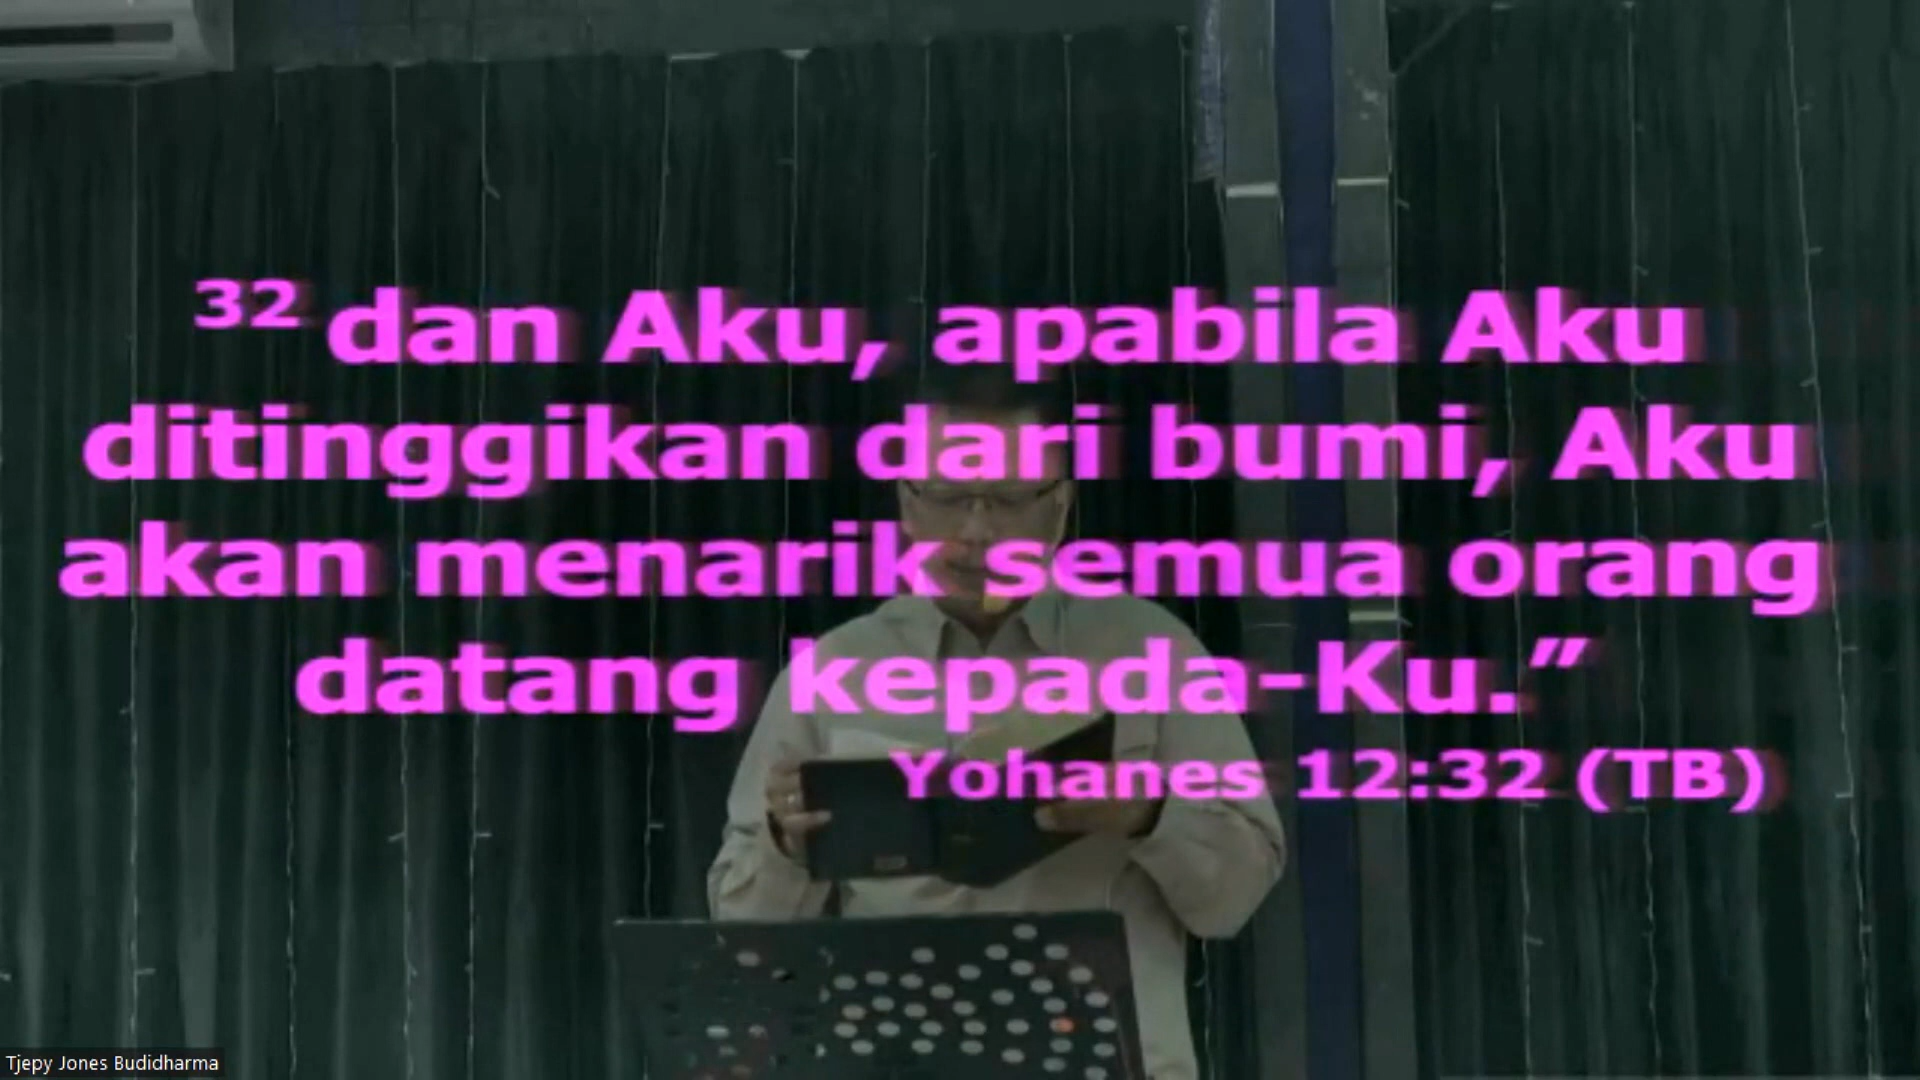 32 dan Aku, apabila Aku
ditinggikan dari bumi, Aku
akan menarik semua orang
datang kepada-Ku.”
Yohanes 12:32 (TB)
Tjepy Jones Budidharma